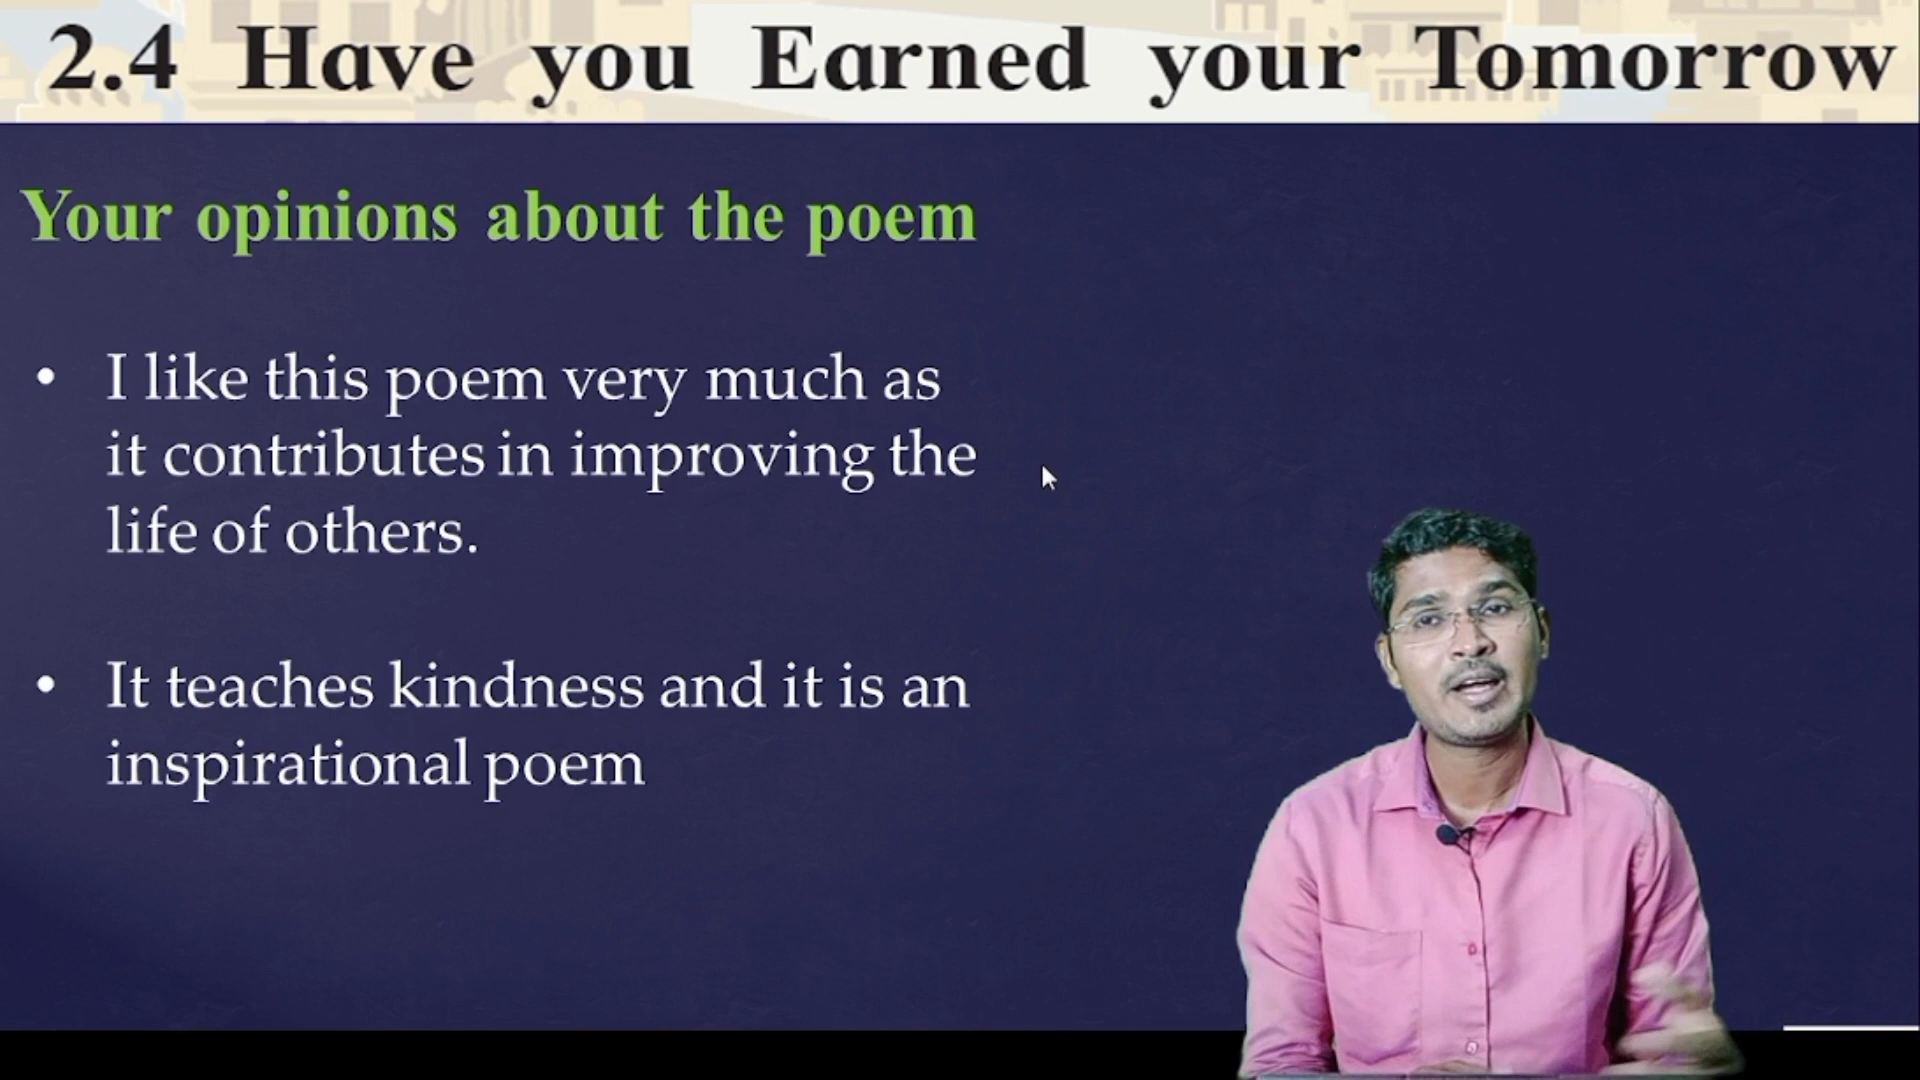 2.4 Have you Earned your Tomorrow
Your opinions about the poem
• I like this poem very much as
it contributes in improving the
life of others.
• It teaches kindness and it is an
inspirational poem